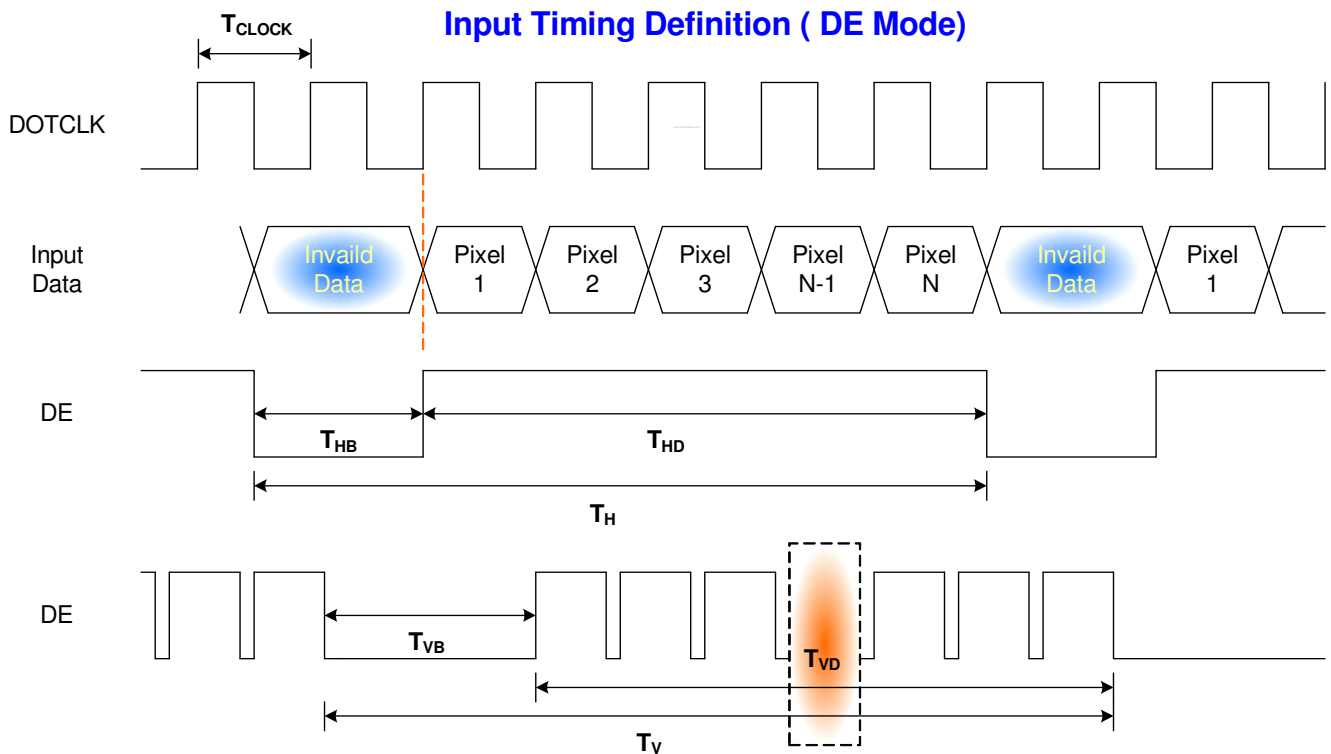 Input Timing Definition ( DE Mode)
TCLOCK
DOTCLK
Input
Data
Invaild
Data
Pixel
1
Pixel
2
Pixel
3
Pixel
N-1
Pixel
N
Invaild
Data
Pixel
1
DE
THB
THD
TH
DE
TVB
TVD
TV